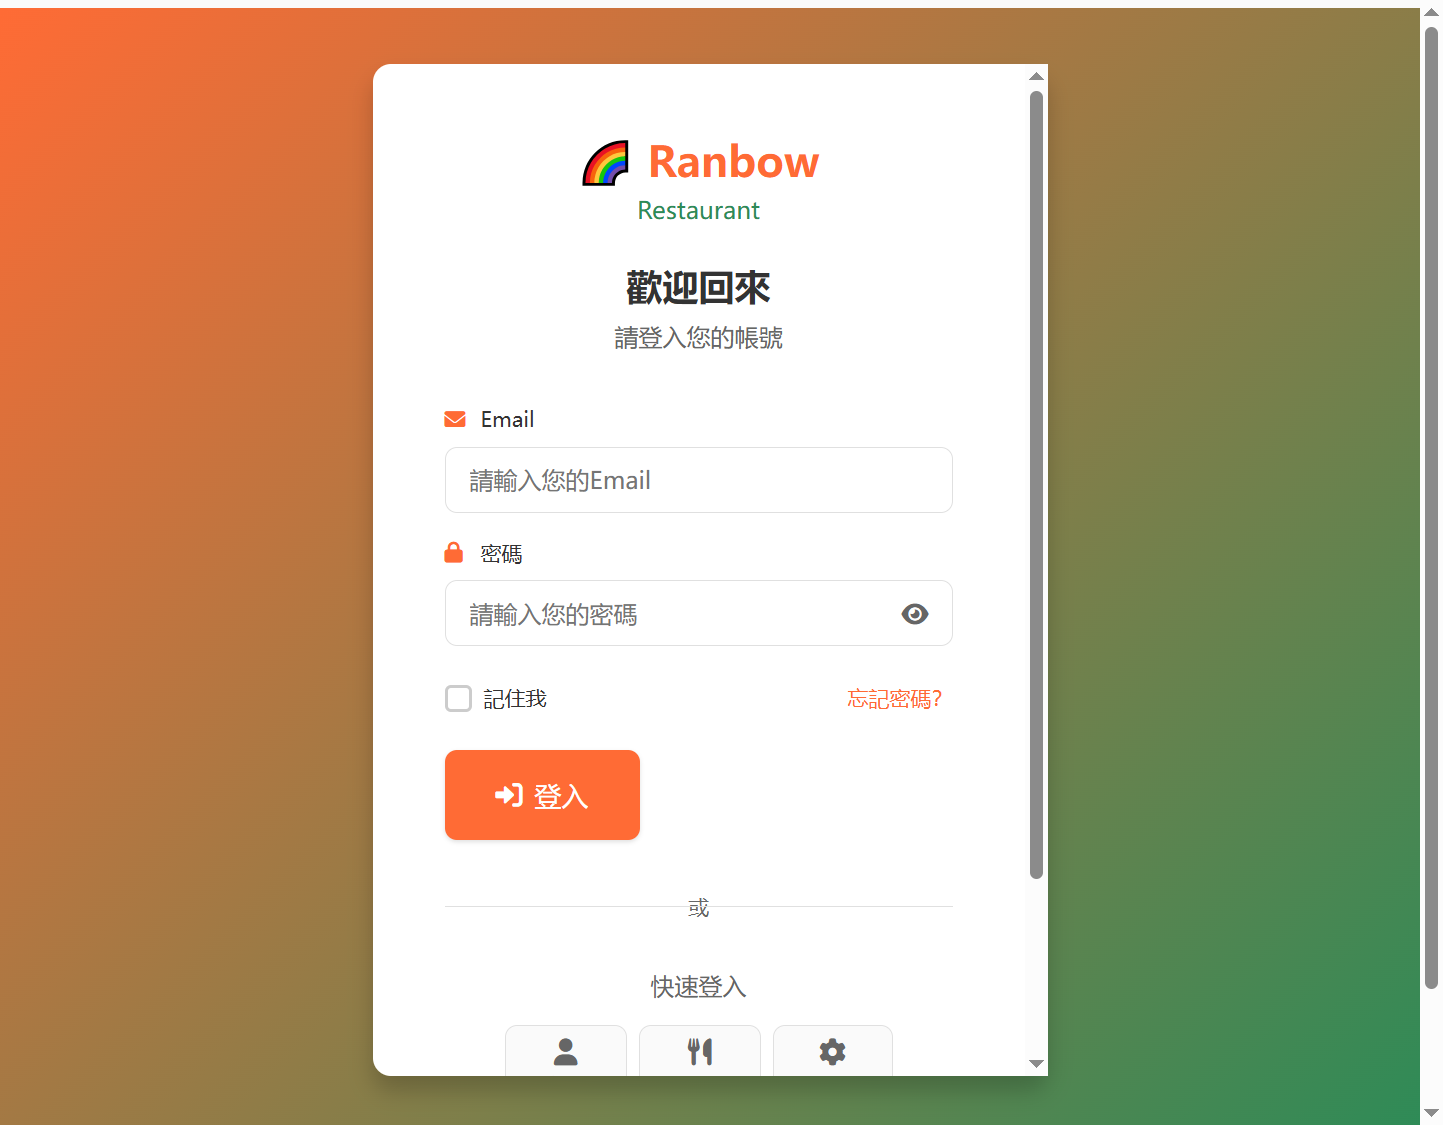 Ranbow
Restaurant
歡迎回來
請登入您的帳號
Email
請輸入您的Email
密碼
請輸入您的密碼
記住我
忘記密碼?
登入
或
快速登入